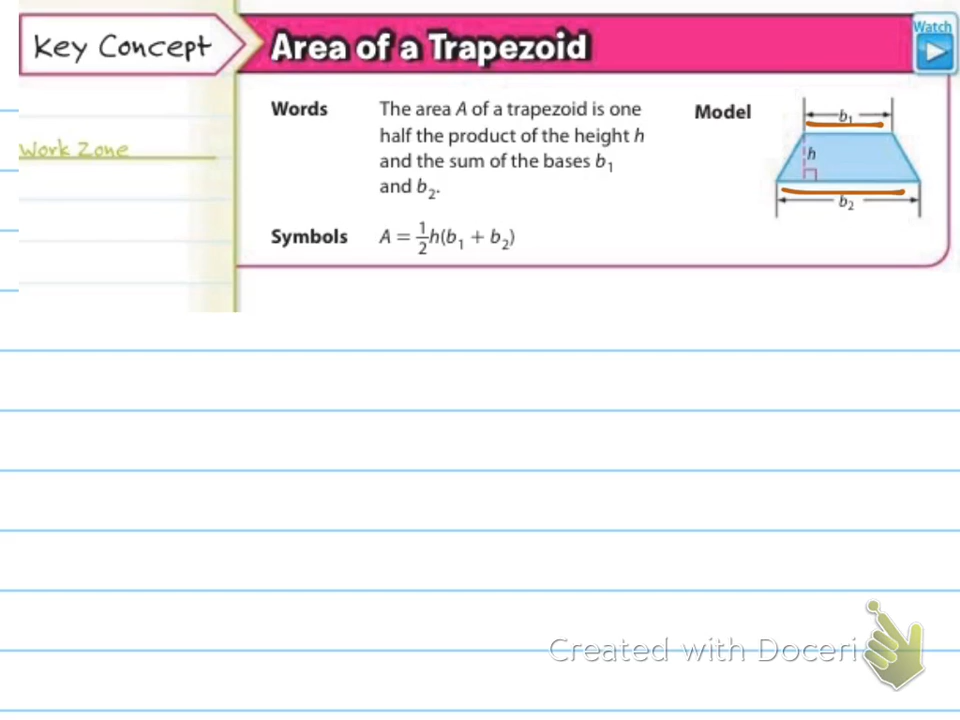 Key Concept
Area of a Trapezoid
Watch
Work Zone
Words
The area A of a trapezoid is one
half the product of the height h
and the sum of the bases b₁
and b₂.
Model
b₁
h
b₂
Symbols
A = ½h(b₁ + b₂)
Created with Doceri